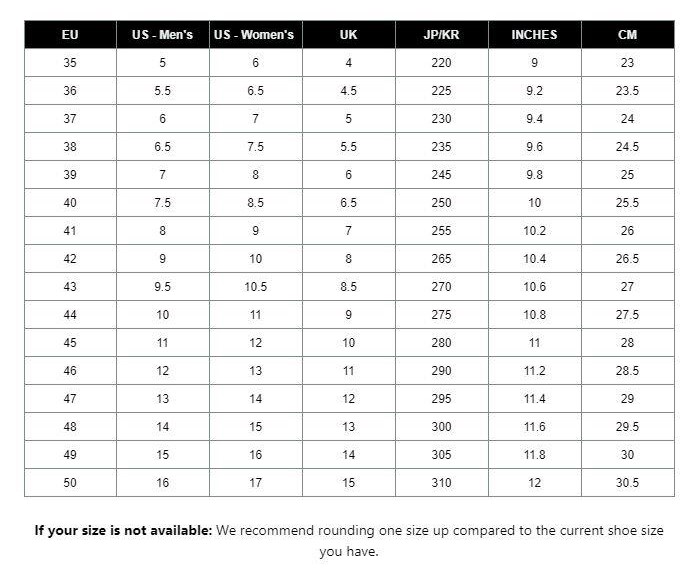 EU US - Men's US - Women's UK JP/KR INCHES CM
35 5 6 4 220 9 23
36 5.5 6.5 4.5 225 9.2 23.5
37 6 7 5 230 9.4 24
38 6.5 7.5 5.5 235 9.6 24.5
39 7 8 6 245 9.8 25
40 7.5 8.5 6.5 250 10 25.5
41 8 9 7 255 10.2 26
42 9 10 8 265 10.4 26.5
43 9.5 10.5 8.5 270 10.6 27
44 10 11 9 275 10.8 27.5
45 11 12 10 280 11 28
46 12 13 11 290 11.2 28.5
47 13 14 12 295 11.4 29
48 14 15 13 300 11.6 29.5
49 15 16 14 305 11.8 30
50 16 17 15 310 12 30.5
If your size is not available: We recommend rounding one size up compared to the current shoe size
you have.